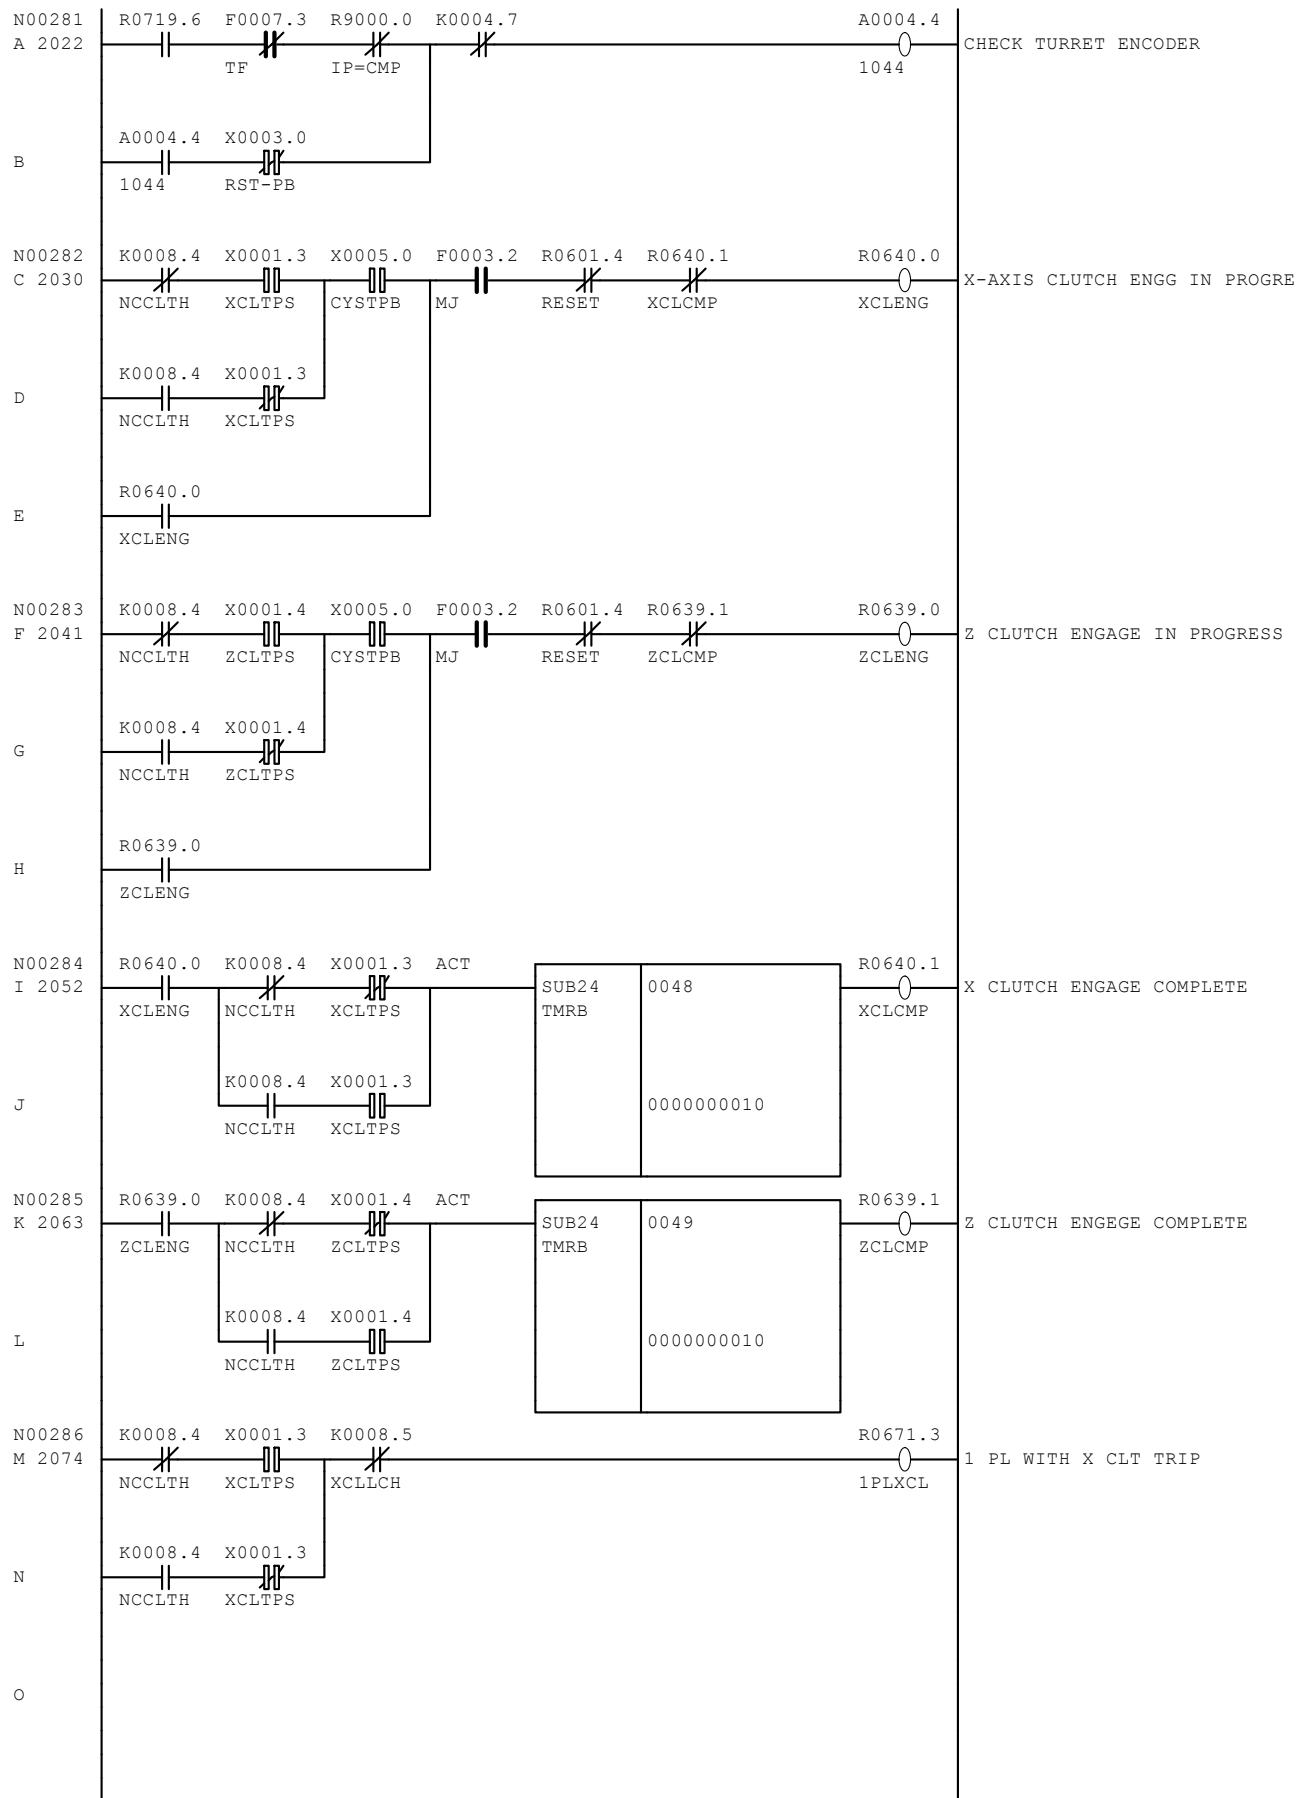 N00281 R0719.6 F0007.3 R9000.0 K0004.7 A0004.4
A 2022 CHECK TURRET ENCODER
TF IP=CMP 1044
A0004.4 X0003.0
B
1044 RST-PB
N00282 K0008.4 X0001.3 X0005.0 F0003.2 R0601.4 R0640.1 R0640.0
C 2030 X-AXIS CLUTCH ENGG IN PROGRE
NCCLTH XCLTPS CYSTPB MJ RESET XCLCMP XCLENG
K0008.4 X0001.3
D
NCCLTH XCLTPS
R0640.0
E
XCLENG
N00283 K0008.4 X0001.4 X0005.0 F0003.2 R0601.4 R0639.1 R0639.0
F 2041 Z CLUTCH ENGAGE IN PROGRESS
NCCLTH ZCLTPS CYSTPB MJ RESET ZCLCMP ZCLENG
K0008.4 X0001.4
G
NCCLTH ZCLTPS
R0639.0
H
ZCLENG
N00284 R0640.0 K0008.4 X0001.3 ACT R0640.1
I 2052 SUB24 0048 X CLUTCH ENGAGE COMPLETE
XCLENG NCCLTH XCLTPS TMRB XCLCMP
K0008.4 X0001.3
J 0000000010
NCCLTH XCLTPS
N00285 R0639.0 K0008.4 X0001.4 ACT R0639.1
K 2063 SUB24 0049 Z CLUTCH ENGEGE COMPLETE
ZCLENG NCCLTH ZCLTPS TMRB ZCLCMP
K0008.4 X0001.4
L 0000000010
NCCLTH ZCLTPS
N00286 K0008.4 X0001.3 K0008.5 R0671.3
M 2074 1 PL WITH X CLT TRIP
NCCLTH XCLTPS XCLLCH 1PLXCL
K0008.4 X0001.3
N
NCCLTH XCLTPS
O